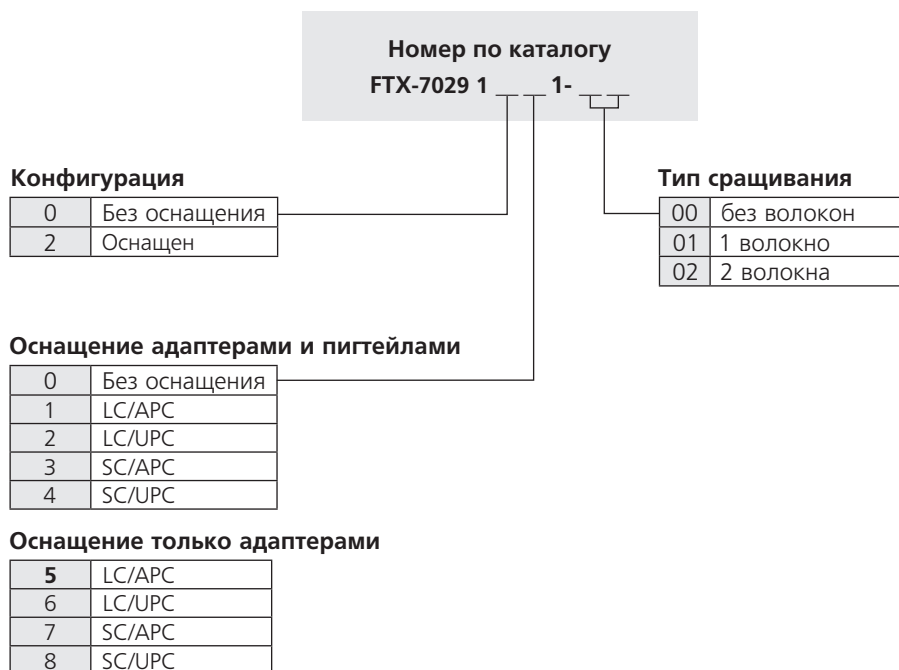 Номер по каталогу
FTX-7029 1 _ _ 1- _ _
Конфигурация
0 Без оснащения
2 Оснащен
Тип сращивания
00 без волокон
01 1 волокно
02 2 волокна
Оснащение адаптерами и пигтейлами
0 Без оснащения
1 LC/APC
2 LC/UPC
3 SC/APC
4 SC/UPC
Оснащение только адаптерами
5 LC/APC
6 LC/UPC
7 SC/APC
8 SC/UPC